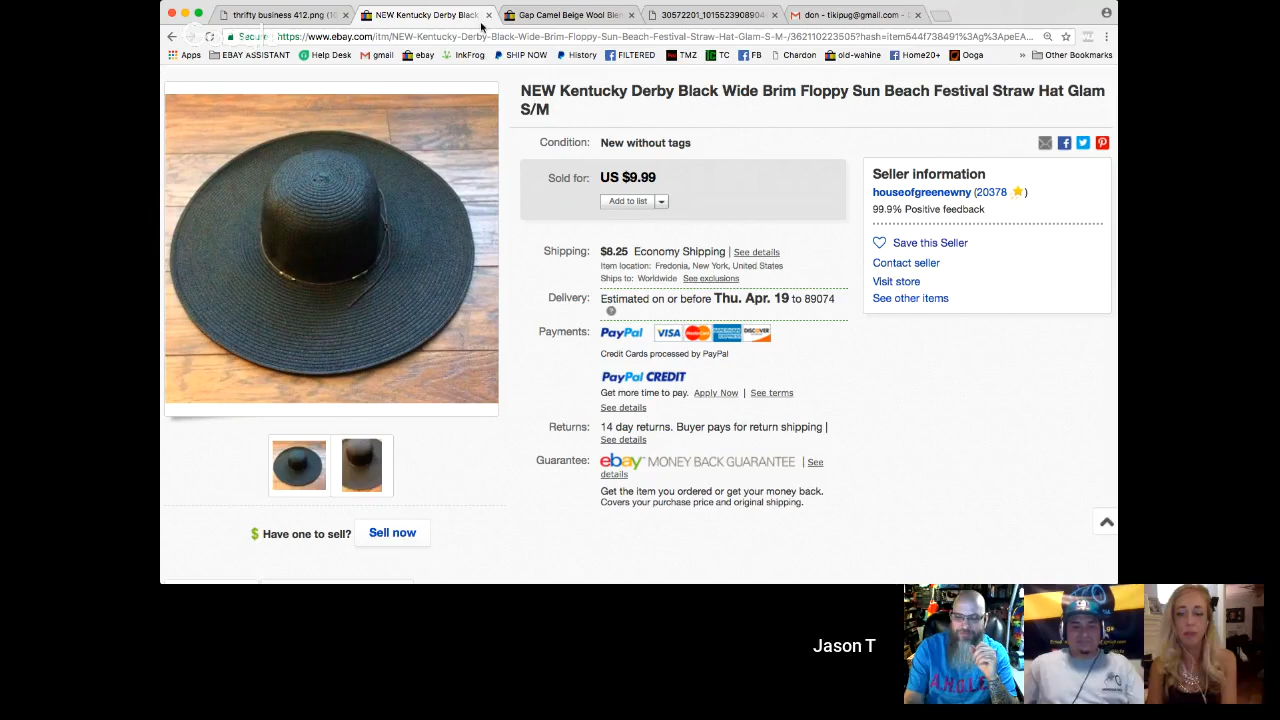 thrifty business 412.png (10
NEW Kentucky Derby Black
Gap Camel Beige Wool Blen
30572201_1015523908904
don - tikipug@gmail.com -
Secure
https://www.ebay.com/itm/NEW-Kentucky-Derby-Black-Wide-Brim-Floppy-Sun-Beach-Festival-Straw-Hat-Glam-S-M-/362110223505?hash=item544f738491%3Ag%3ApeEA...
Apps
EBAY ASSISTANT
Help Desk
gmail
ebay
InkFrog
SHIP NOW
History
FILTERED
TMZ
TC
FB
Chardon
old-wahine
Home20+
Ooga
»
Other Bookmarks
NEW Kentucky Derby Black Wide Brim Floppy Sun Beach Festival Straw Hat Glam
S/M
Condition: New without tags
Sold for: US $9.99
Add to list
Shipping: $8.25 Economy Shipping | See details
Item location: Fredonia, New York, United States
Ships to: Worldwide See exclusions
Delivery: Estimated on or before Thu. Apr. 19 to 89074
Payments: PayPal VISA MasterCard DISCOVER
Credit Cards processed by PayPal
PayPal CREDIT
Get more time to pay. Apply Now | See terms
See details
Returns: 14 day returns. Buyer pays for return shipping |
See details
Guarantee: ebay MONEY BACK GUARANTEE | See
details
Get the item you ordered or get your money back.
Covers your purchase price and original shipping.
Seller information
houseofgreenewny (20378 )
99.9% Positive feedback
Save this Seller
Contact seller
Visit store
See other items
$ Have one to sell? Sell now
Jason T